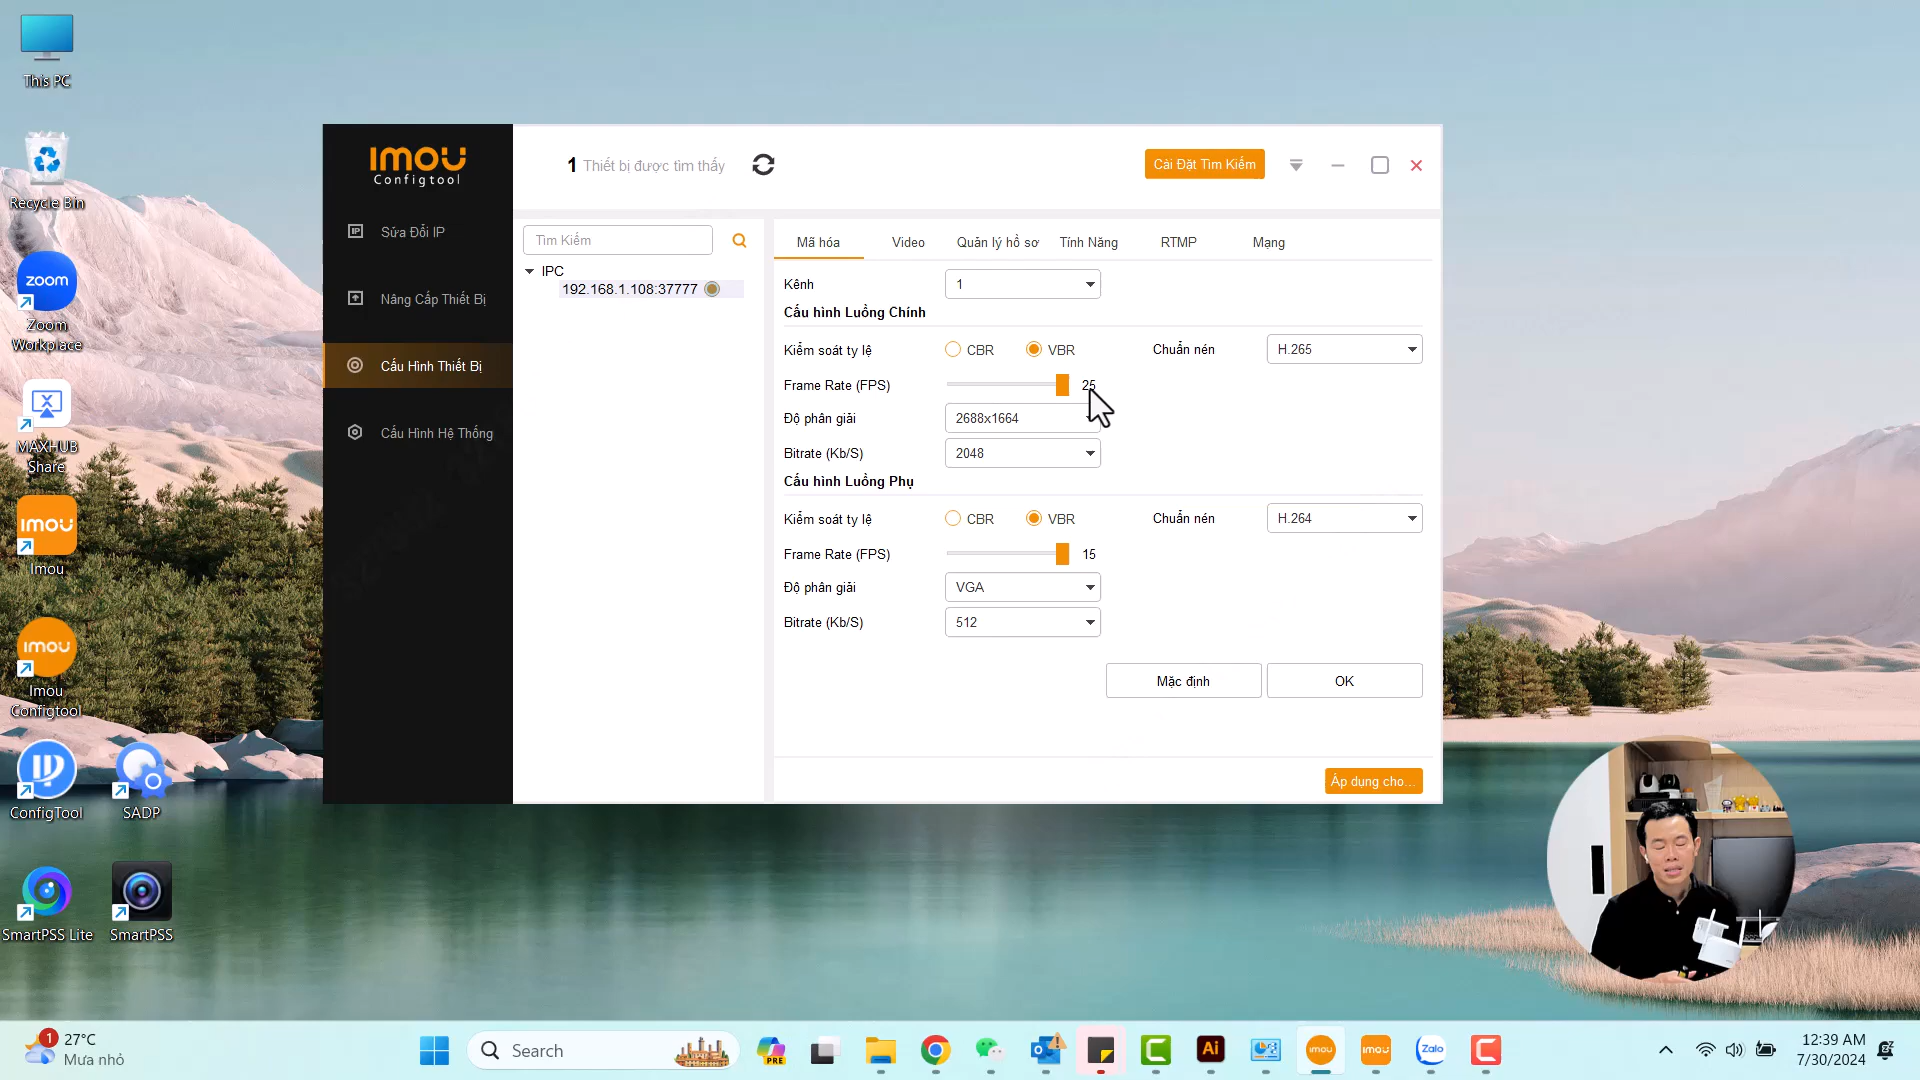 This PC
Recycle Bin
zoom
Zoom
Workplace
MAXHUB
Share
imou
Imou
imou
Imou
Configtool
ConfigTool
SADP
SmartPSS Lite
SmartPSS
imou
Configtool
Sửa Đổi IP
Nâng Cấp Thiết Bị
Cấu Hình Thiết Bị
Cấu Hình Hệ Thống
1 Thiết bị được tìm thấy
Cài Đặt Tìm Kiếm
Tìm Kiếm
IPC
192.168.1.108:37777
Mã hóa
Video
Quản lý hồ sơ
Tính Năng
RTMP
Mạng
Kênh
1
Cấu hình Luồng Chính
Kiểm soát tỷ lệ
CBR
VBR
Chuẩn nén
H.265
Frame Rate (FPS)
25
Độ phân giải
2688x1664
Bitrate (Kb/S)
2048
Cấu hình Luồng Phụ
Kiểm soát tỷ lệ
CBR
VBR
Chuẩn nén
H.264
Frame Rate (FPS)
15
Độ phân giải
VGA
Bitrate (Kb/S)
512
Mặc định
OK
Áp dụng cho...
1
27°C
Mưa nhỏ
Search
PRE
Ai
imou
imou
Zalo
12:39 AM
7/30/2024